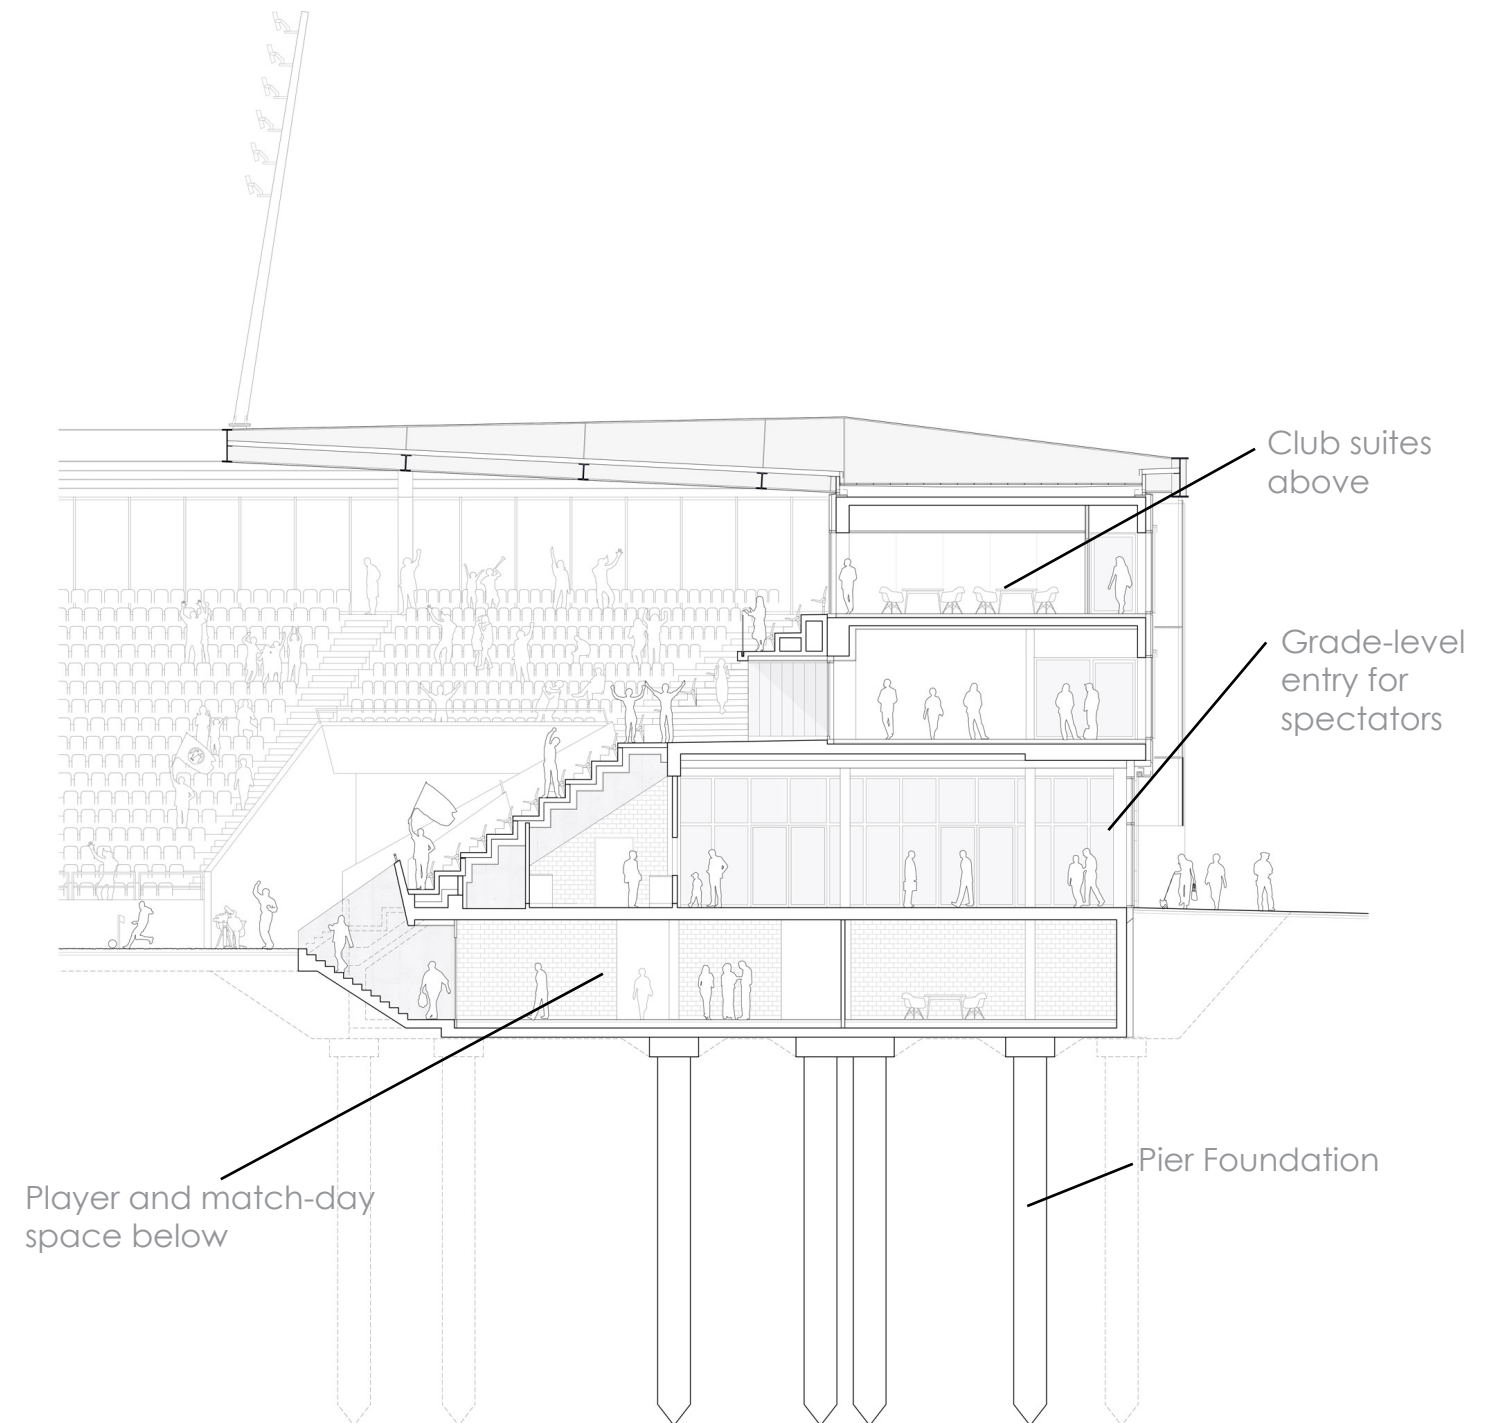 Club suites
above
Grade-level
entry for
spectators
Pier Foundation
Player and match-day
space below